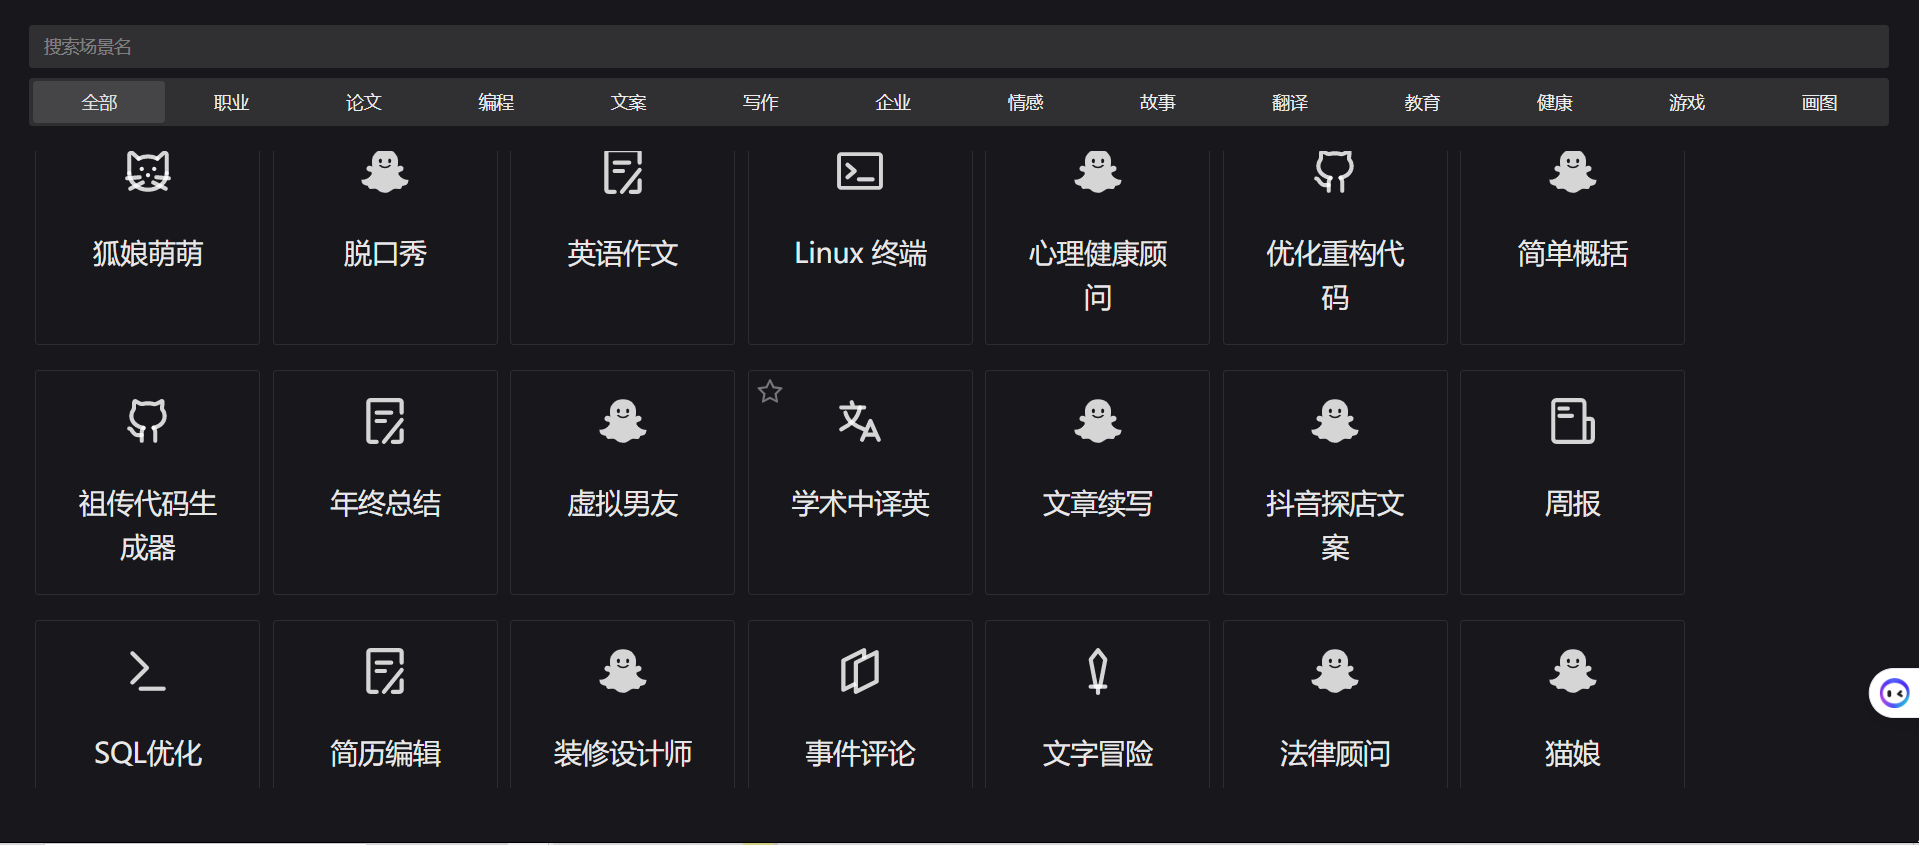 搜索场景名
全部 职业 论文 编程 文案 写作 企业 情感 故事 翻译 教育 健康 游戏 画图
狐娘萌萌
脱口秀
英语作文
Linux 终端
心理健康顾
问
优化重构代
码
简单概括
祖传代码生
成器
年终总结
虚拟男友
学术中译英
文章续写
抖音探店文
案
周报
SQL优化
简历编辑
装修设计师
事件评论
文字冒险
法律顾问
猫娘